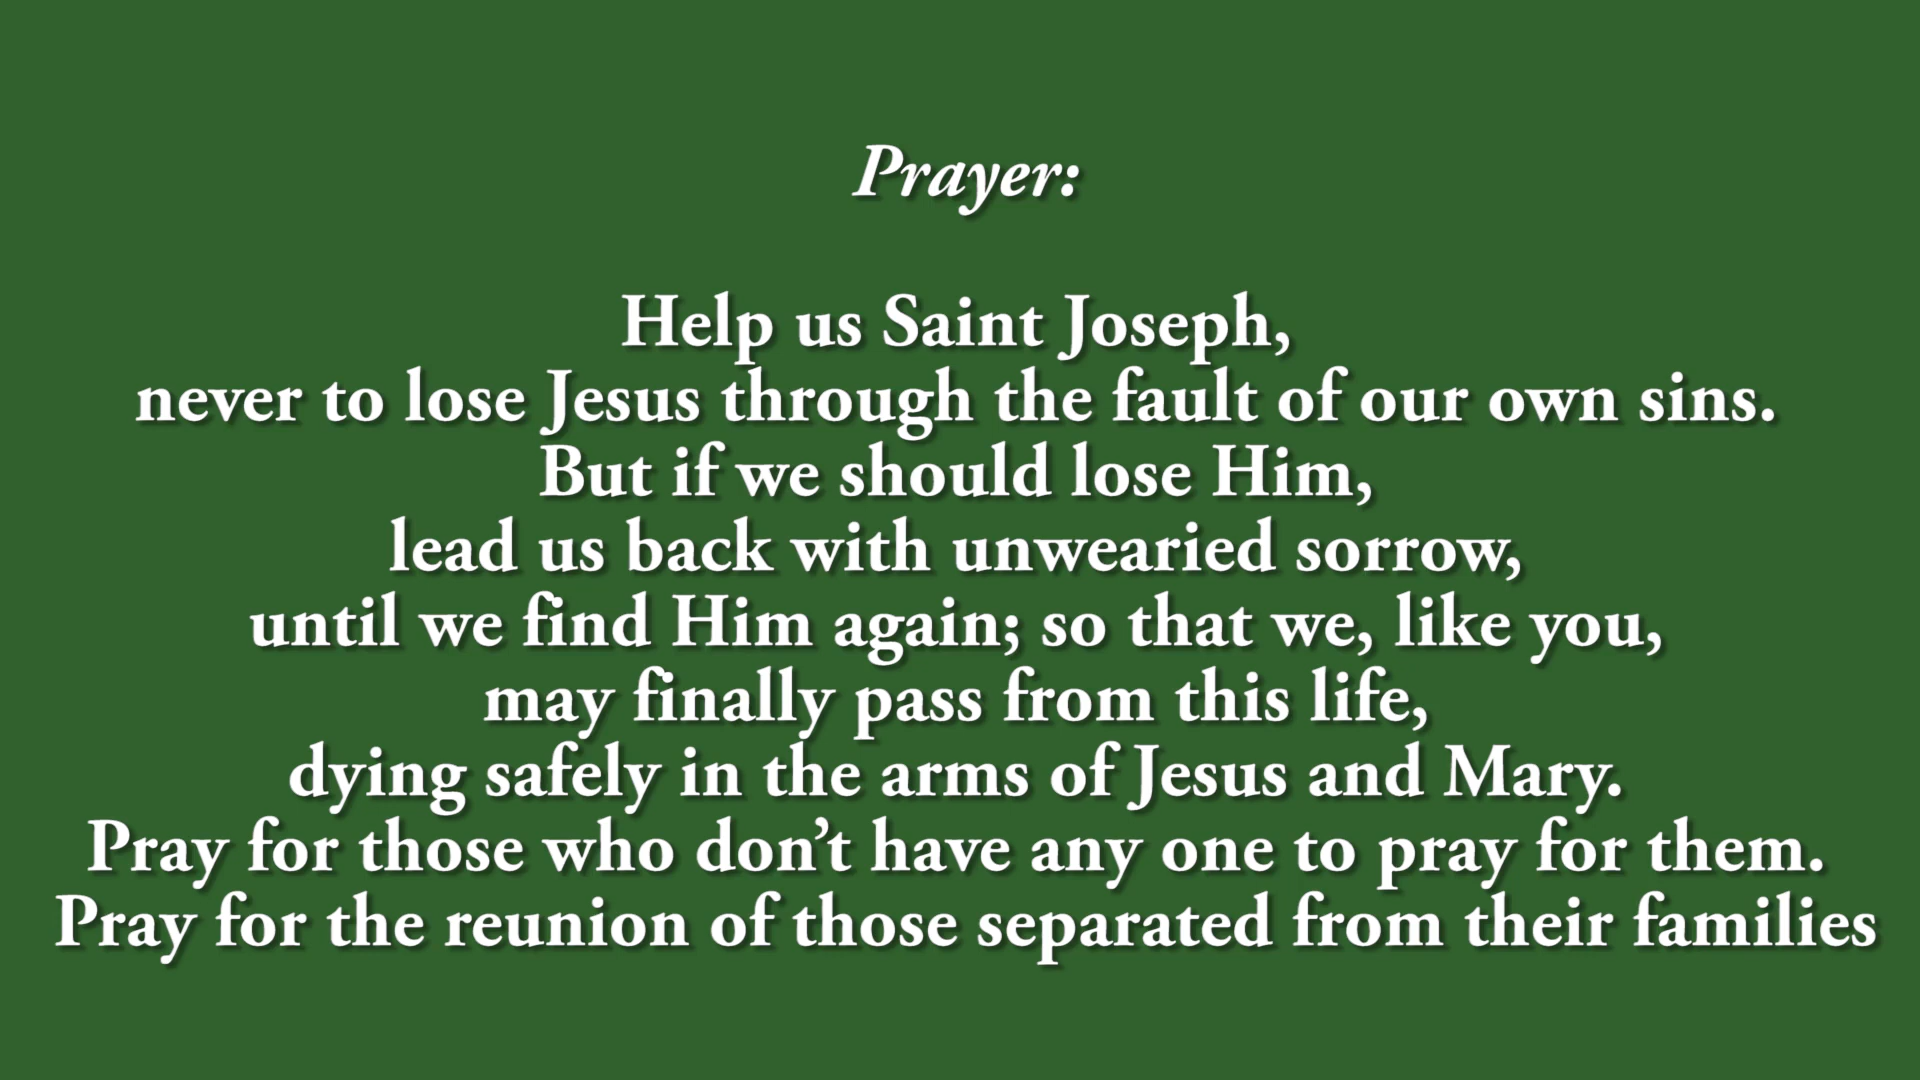 Prayer:
Help us Saint Joseph,
never to lose Jesus through the fault of our own sins.
But if we should lose Him,
lead us back with unwearied sorrow,
until we find Him again; so that we, like you,
may finally pass from this life,
dying safely in the arms of Jesus and Mary.
Pray for those who don’t have any one to pray for them.
Pray for the reunion of those separated from their families